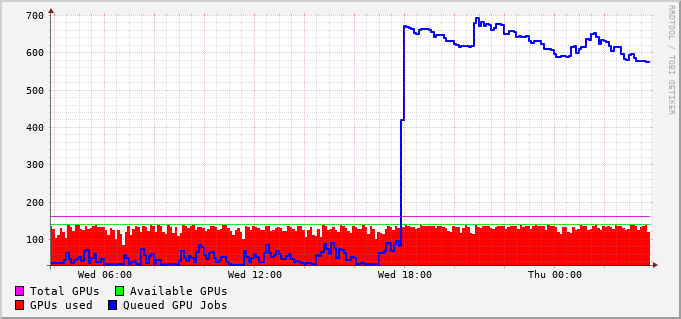 700
600
500
400
300
200
100
Wed 06:00 Wed 12:00 Wed 18:00 Thu 00:00
Total GPUs Available GPUs
GPUs used Queued GPU Jobs
RRDTOOL / TOBI OETIKER